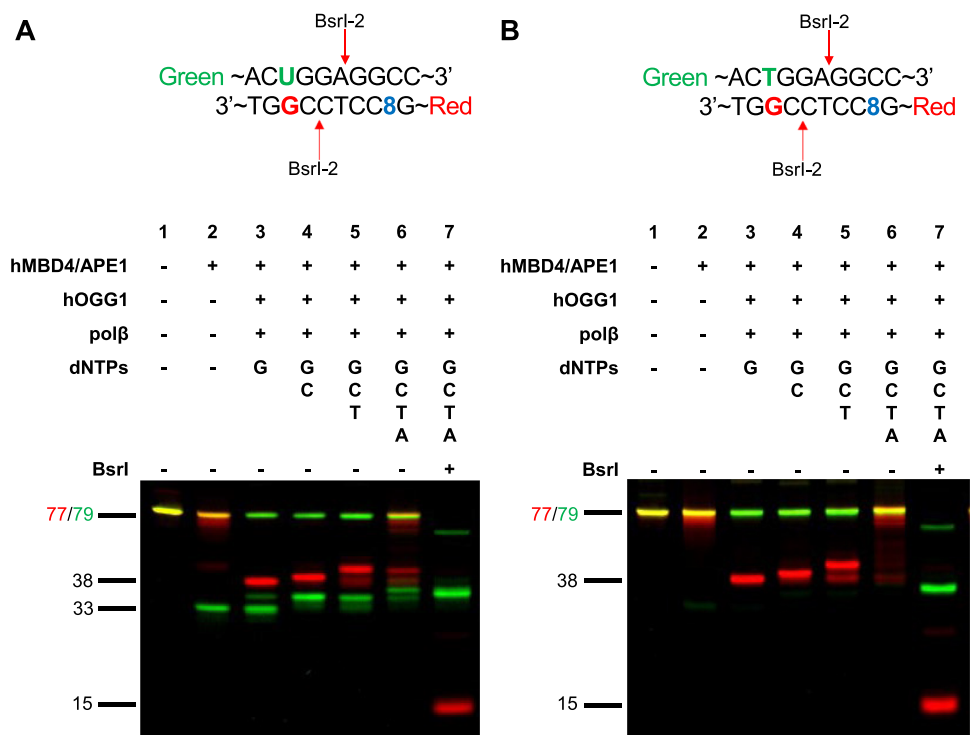 A
BsrI-2
Green ~ACUGGAGGCC~3'
3'~TGGCCTCC8G~Red
BsrI-2
1 2 3 4 5 6 7
hMBD4/APE1 - + + + + + +
hOGG1 - - + + + + +
polβ - - + + + + +
dNTPs - - G G G G G
C C C C
T T T
A A
BsrI - - - - - - +
77/79
38
33
15
B
BsrI-2
Green ~ACTGGAGGCC~3'
3'~TGGCCTCC8G~Red
BsrI-2
1 2 3 4 5 6 7
hMBD4/APE1 - + + + + + +
hOGG1 - - + + + + +
polβ - - + + + + +
dNTPs - - G G G G G
C C C C
T T T
A A
BsrI - - - - - - +
77/79
38
33
15